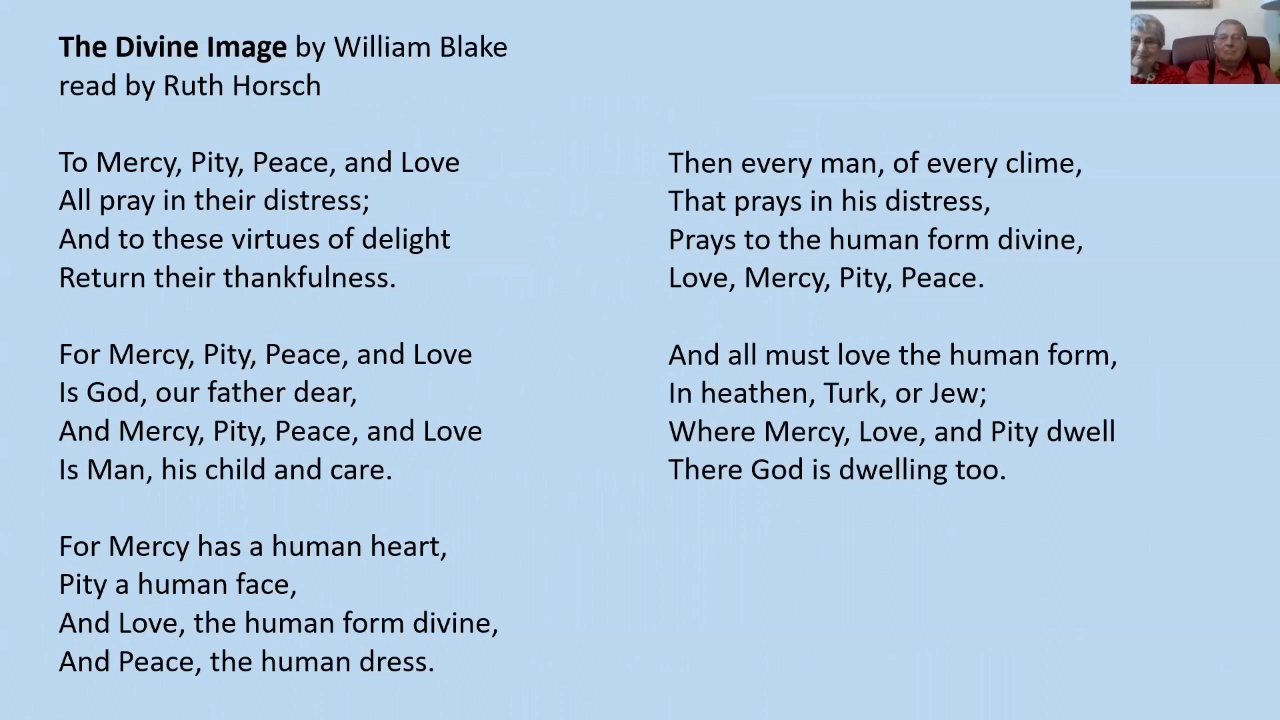 The Divine Image by William Blake
read by Ruth Horsch
To Mercy, Pity, Peace, and Love
All pray in their distress;
And to these virtues of delight
Return their thankfulness.
For Mercy, Pity, Peace, and Love
Is God, our father dear,
And Mercy, Pity, Peace, and Love
Is Man, his child and care.
For Mercy has a human heart,
Pity a human face,
And Love, the human form divine,
And Peace, the human dress.
Then every man, of every clime,
That prays in his distress,
Prays to the human form divine,
Love, Mercy, Pity, Peace.
And all must love the human form,
In heathen, Turk, or Jew;
Where Mercy, Love, and Pity dwell
There God is dwelling too.